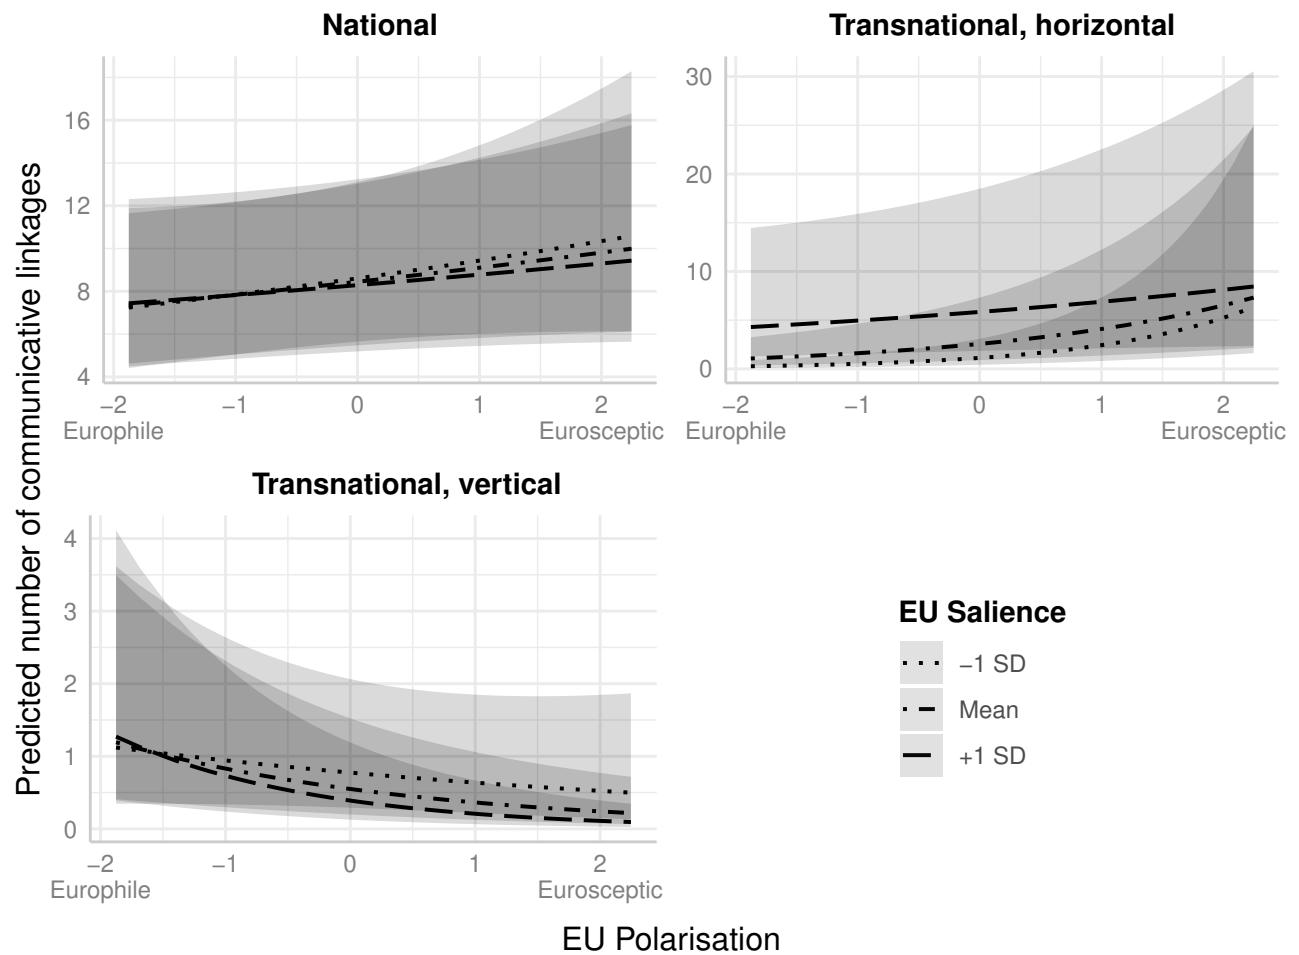 National
Transnational, horizontal
16
12
8
4
−2 −1 0 1 2
Europhile Eurosceptic
30
20
10
0
−2 −1 0 1 2
Europhile Eurosceptic
Predicted number of communicative linkages
Transnational, vertical
4
3
2
1
0
−2 −1 0 1 2
Europhile Eurosceptic
EU Salience
−1 SD
Mean
+1 SD
EU Polarisation